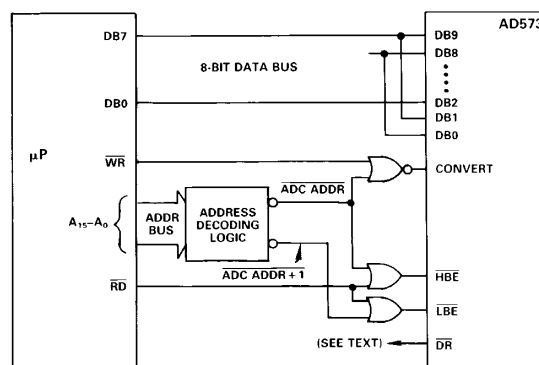 AD573
DB7
DB9
DB8
8-BIT DATA BUS
DB0
DB2
DB1
DB0
μP
WR
CONVERT
ADC ADDR
A15–A0
ADDR BUS
ADDRESS DECODING LOGIC
ADC ADDR + 1
HBE
RD
LBE
(SEE TEXT)
DR